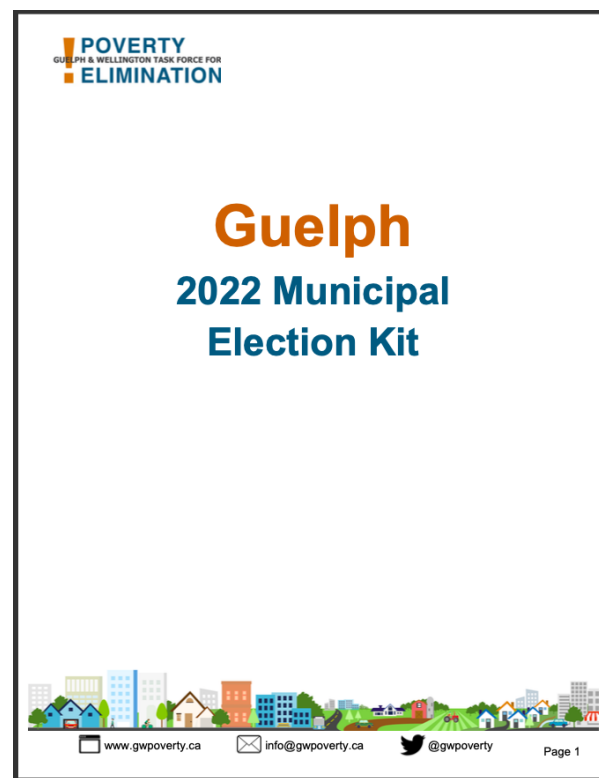 POVERTY
GUELPH & WELLINGTON TASK FORCE FOR
ELIMINATION
Guelph
2022 Municipal
Election Kit
www.gwpoverty.ca info@gwpoverty.ca @gwpoverty Page 1